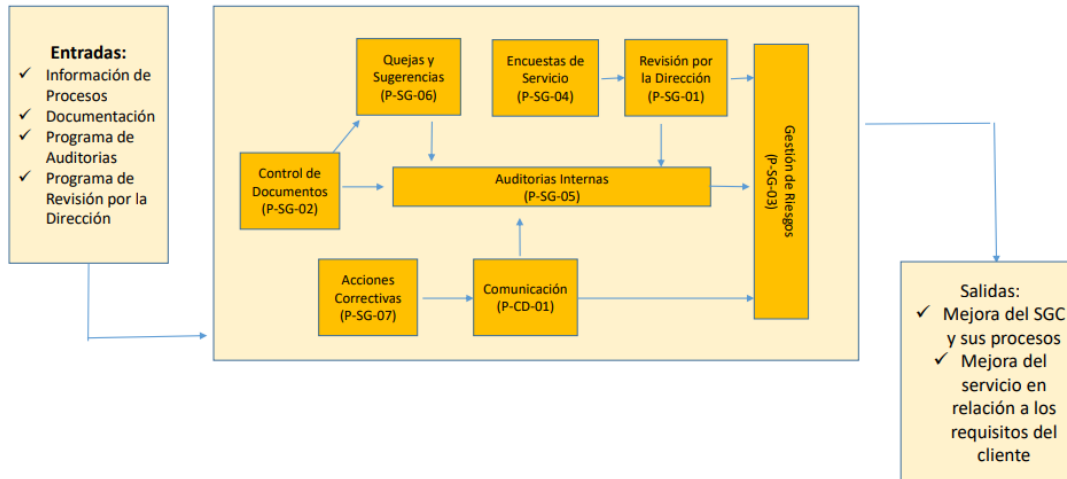 Entradas:
✓ Información de
Procesos
✓ Documentación
✓ Programa de
Auditorias
✓ Programa de
Revisión por la
Dirección
Quejas y
Sugerencias
(P-SG-06)
Encuestas de
Servicio
(P-SG-04)
Revisión por
la Dirección
(P-SG-01)
Control de
Documentos
(P-SG-02)
Auditorias Internas
(P-SG-05)
Gestión de Riesgos
(P-SG-03)
Acciones
Correctivas
(P-SG-07)
Comunicación
(P-CD-01)
Salidas:
✓ Mejora del SGC
y sus procesos
✓ Mejora del
servicio en
relación a los
requisitos del
cliente